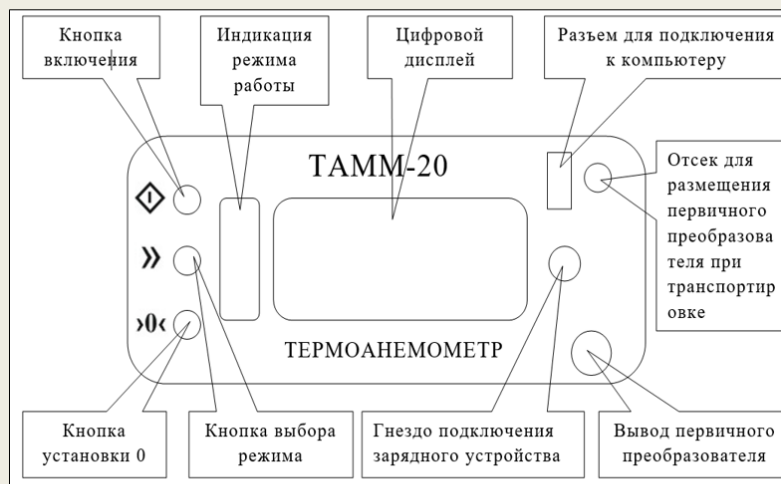 Кнопка
включения
Индикация
режима
работы
Цифровой
дисплей
Разъем для подключения
к компьютеру
ТАММ-20
Отсек для
размещения
первичного
преобразова
теля при
транспортир
овке
»
›0‹
ТЕРМОАНЕМОМЕТР
Кнопка
установки 0
Кнопка выбора
режима
Гнездо подключения
зарядного устройства
Вывод первичного
преобразователя